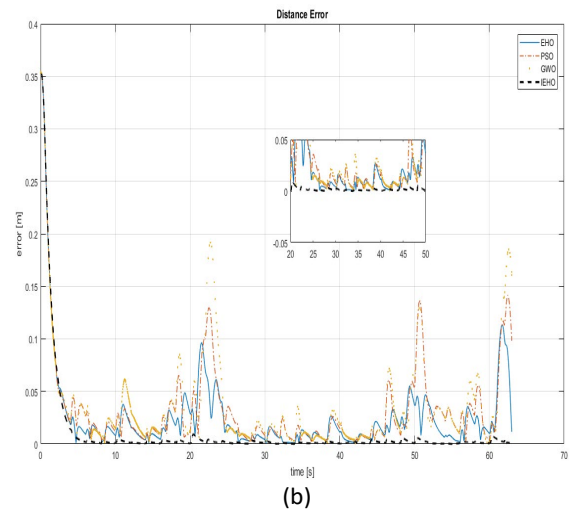 Distance Error
EHO
PSO
GWO
IEHO
0.4
0.35
0.3
0.25
0.2
0.15
0.1
0.05
0
error [m]
0.05
0
-0.05
20 25 30 35 40 45 50
0 10 20 30 40 50 60 70
time [s]
(b)